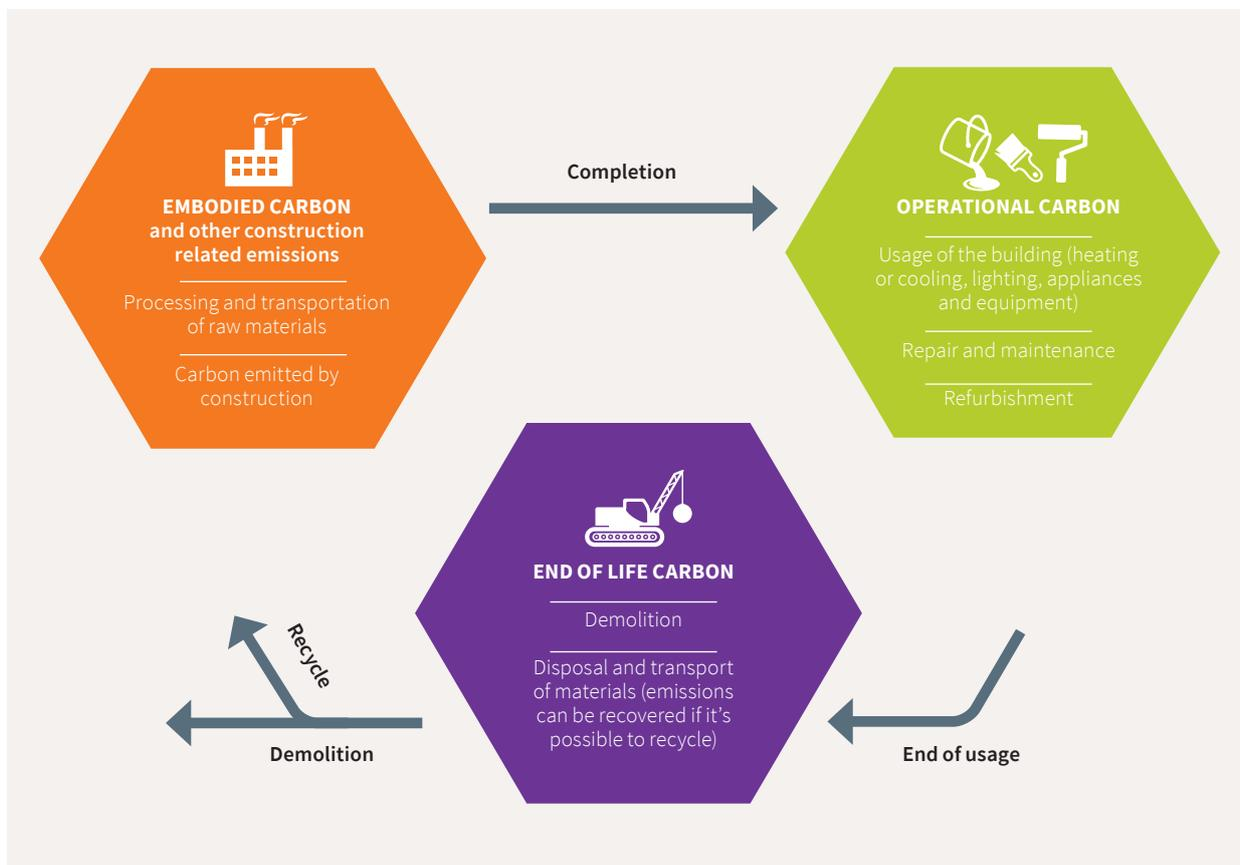 EMBODIED CARBON
and other construction
related emissions
Processing and transportation
of raw materials
Carbon emitted by
construction
Completion
OPERATIONAL CARBON
Usage of the building (heating
or cooling, lighting, appliances
and equipment)
Repair and maintenance
Refurbishment
END OF LIFE CARBON
Demolition
Disposal and transport
of materials (emissions
can be recovered if it’s
possible to recycle)
End of usage
Recycle
Demolition